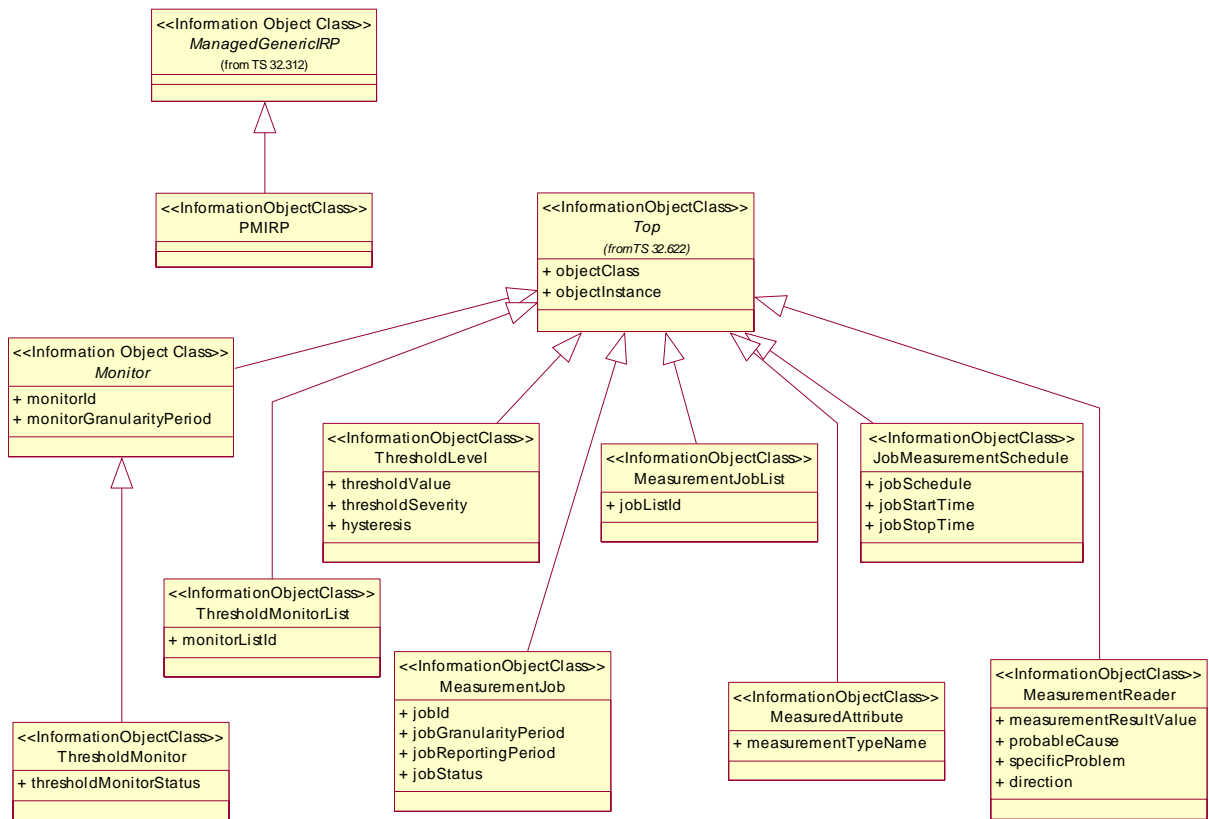 <<Information Object Class>>
ManagedGenericIRP
(from TS 32.312)
<<InformationObjectClass>>
PMIRP
<<InformationObjectClass>>
Top
(fromTS 32.622)
+ objectClass
+ objectInstance
<<Information Object Class>>
Monitor
+ monitorId
+ monitorGranularityPeriod
<<InformationObjectClass>>
ThresholdLevel
+ thresholdValue
+ thresholdSeverity
+ hysteresis
<<InformationObjectClass>>
MeasurementJobList
+ jobListId
<<InformationObjectClass>>
JobMeasurementSchedule
+ jobSchedule
+ jobStartTime
+ jobStopTime
<<InformationObjectClass>>
ThresholdMonitorList
+ monitorListId
<<InformationObjectClass>>
MeasurementJob
+ jobId
+ jobGranularityPeriod
+ jobReportingPeriod
+ jobStatus
<<InformationObjectClass>>
MeasuredAttribute
+ measurementTypeName
<<InformationObjectClass>>
MeasurementReader
+ measurementResultValue
+ probableCause
+ specificProblem
+ direction
<<InformationObjectClass>>
ThresholdMonitor
+ thresholdMonitorStatus